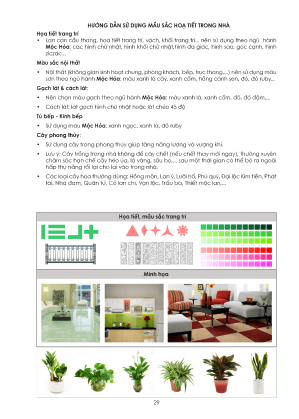 HƯỚNG DẪN SỬ DỤNG MẪU SẮC HỌA TIẾT TRONG NHÀ
Họa tiết trang trí
• Lan can cầu thang, họa tiết trang trí, vách, khối trang trí.. nên sử dụng theo ngũ hành
Mộc Hỏa: các hình chữ nhật, hình khối chữ nhật hình đa giác, hình sao, góc cạnh, hình
ziczac...
Màu sắc nội thất
• Nội thất (không gian sinh hoạt chung, phòng khách, bếp, trục thang,...) nên sử dụng màu
sơn theo ngũ hành Mộc Hỏa: màu xanh lá cây, xanh cốm, hồng cánh sen, đỏ, đỏ ruby...
Gạch lát & cách lát:
• Nên chọn màu gạch theo ngũ hành Mộc Hỏa: màu xanh lá, xanh cốm, đỏ, đỏ đậm,...
• Cách lát: lát gạch hình chữ nhật hoặc lát chéo 45 độ
Tủ bếp - Kính bếp
• Sử dụng màu Mộc Hỏa: xanh ngọc, xanh lá, đỏ ruby
Cây phong thủy:
• Sử dụng cây trong phong thủy giúp tăng năng lượng và vượng khí.
• Lưu ý: Cây trồng trong nhà không để cây chết (nếu chết thay mới ngay), thường xuyên
chăm sóc hạn chế cây héo úa, lá vàng, sâu bọ,... sau một thời gian có thể bỏ ra ngoài
hấp thụ nắng rồi lại cho lại vào trong nhà.
• Các loại cây hoa thường dùng: Hồng môn, Lan ý, Lưỡi hổ, Phú quý, Đại lộc Kim tiền, Phát
tài, Nha đam, Quân tử, Cỏ lan chi, Vạn lộc, Trầu bà, Thiết mộc lan,...
Họa tiết, mầu sắc trang trí
Minh họa
29